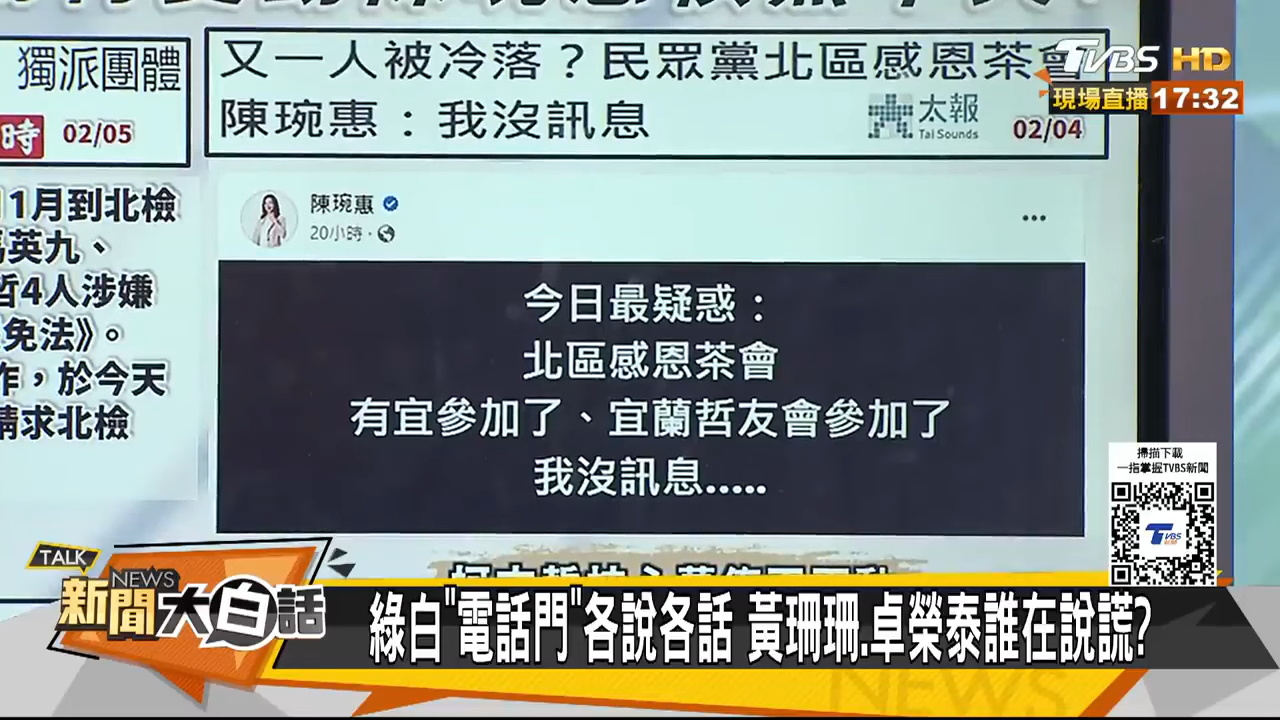 獨派團體
時 02/05
11月到北檢
馬英九、
哲4人涉嫌
免法》。
作，於今天
請求北檢
又一人被冷落？民眾黨北區感恩茶會
陳琬惠：我沒訊息
太報
Tai Sounds
02/04
TVBS HD
現場直播 17:32
陳琬惠
20小時
今日最疑惑：
北區感恩茶會
有宜參加了、宜蘭哲友會參加了
我沒訊息.....
掃描下載
一指掌握TVBS新聞
TVBS
TALK
NEWS
新聞大白話
綠白"電話門"各說各話 黃珊珊.卓榮泰誰在說謊?
NEWS